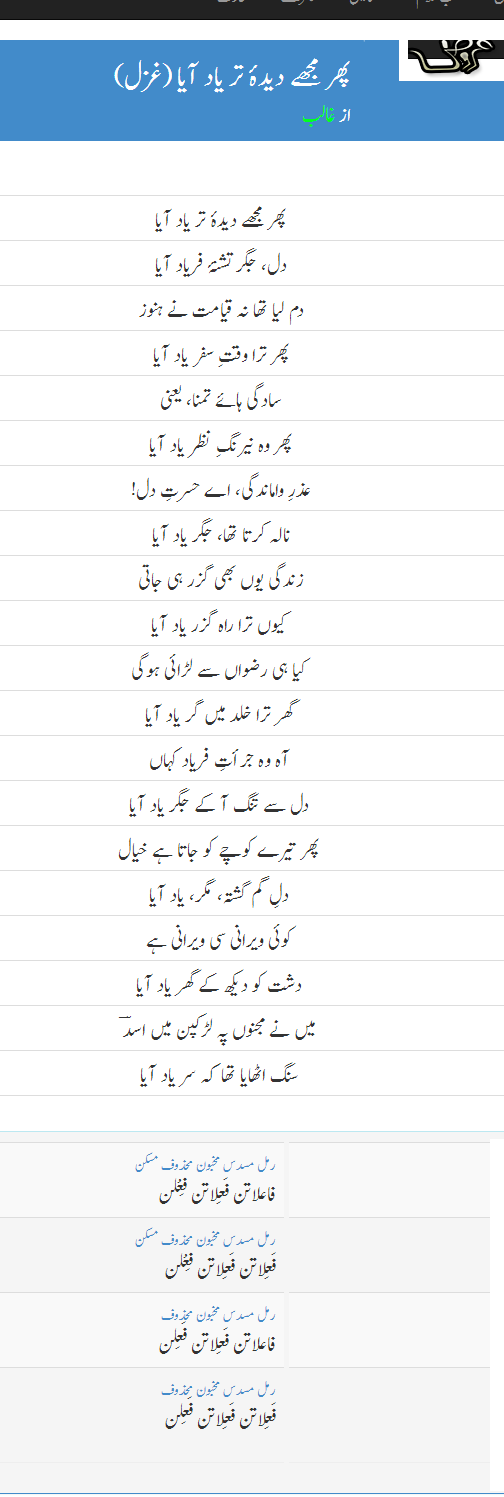 پھر مجھے دیدۂ تر یاد آیا (غزل)
از غالب
پھر مجھے دیدۂ تر یاد آیا
دل، جگر تشنۂ فریاد آیا
دم لیا تھا نہ قیامت نے ہنوز
پھر ترا وقتِ سفر یاد آیا
سادگی ہائے تمنا، یعنی
پھر وہ نیرنگِ نظر یاد آیا
عذرِ واماندگی، اے حسرتِ دل!
نالہ کرتا تھا، جگر یاد آیا
زندگی یوں بھی گزر ہی جاتی
کیوں ترا راہ گزر یاد آیا
کیا ہی رضواں سے لڑائی ہوگی
گھر ترا خلد میں گر یاد آیا
آہ وہ جرأتِ فریاد کہاں
دل سے تنگ آ کے جگر یاد آیا
پھر تیرے کوچے کو جاتا ہے خیال
دلِ گم گشتہ، مگر، یاد آیا
کوئی ویرانی سی ویرانی ہے
دشت کو دیکھ کے گھر یاد آیا
میں نے مجنوں پہ لڑکپن میں اسدؔ
سنگ اٹھایا تھا کہ سر یاد آیا
رمل مسدس مخبون محذوف مسکن
فاعلاتن فَعِلاتن فِعْلن
رمل مسدس مخبون محذوف مسکن
فَعِلاتن فَعِلاتن فِعْلن
رمل مسدس مخبون محذوف
فاعلاتن فَعِلاتن فَعِلن
رمل مسدس مخبون محذوف
فَعِلاتن فَعِلاتن فَعِلن